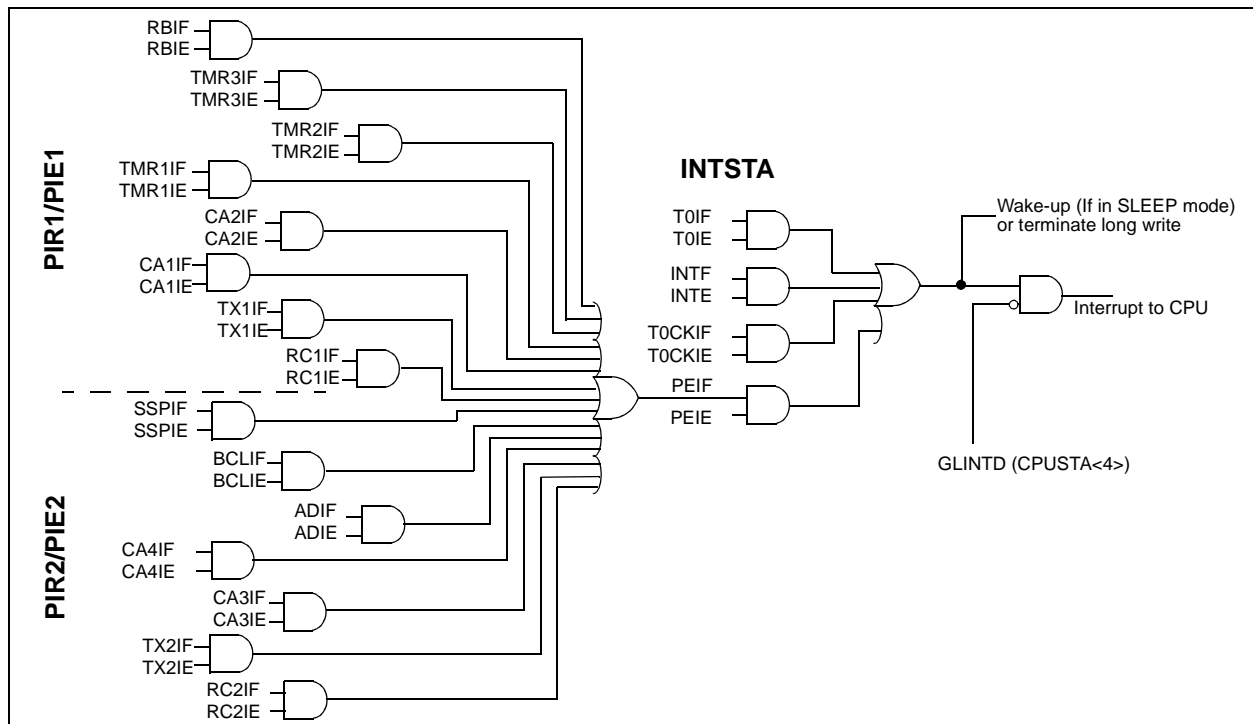 PIR1/PIE1
RBIF
RBIE
TMR3IF
TMR3IE
TMR2IF
TMR2IE
TMR1IF
TMR1IE
CA2IF
CA2IE
CA1IF
CA1IE
TX1IF
TX1IE
RC1IF
RC1IE
PIR2/PIE2
SSPIF
SSPIE
BCLIF
BCLIE
ADIF
ADIE
CA4IF
CA4IE
CA3IF
CA3IE
TX2IF
TX2IE
RC2IF
RC2IE
INTSTA
T0IF
T0IE
INTF
INTE
T0CKIF
T0CKIE
PEIF
PEIE
Wake-up (If in SLEEP mode)
or terminate long write
Interrupt to CPU
GLINTD (CPUSTA<4>)